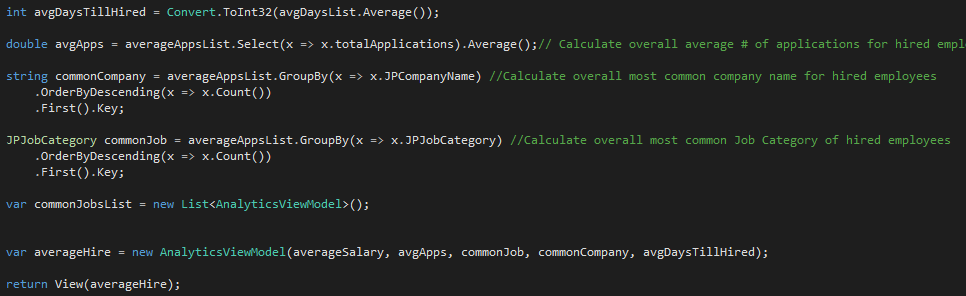 int avgDaysTillHired = Convert.ToInt32(avgDaysList.Average());
double avgApps = averageAppsList.Select(x => x.totalApplications).Average();// Calculate overall average # of applications for hired
string commonCompany = averageAppsList.GroupBy(x => x.JPCompanyName) //Calculate overall most common company name for hired employees
.OrderByDescending(x => x.Count())
.First().Key;
JPJobCategory commonJob = averageAppsList.GroupBy(x => x.JPJobCategory) //Calculate overall most common Job Category of hired employees
.OrderByDescending(x => x.Count())
.First().Key;
var commonJobsList = new List<AnalyticsViewModel>();
var averageHire = new AnalyticsViewModel(averageSalary, avgApps, commonJob, commonCompany, avgDaysTillHired);
return View(averageHire);